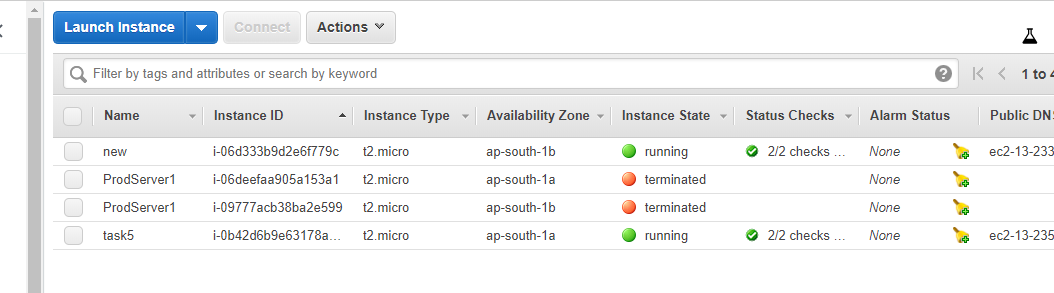 Launch Instance Connect Actions
Filter by tags and attributes or search by keyword ? 1 to 4
Name Instance ID Instance Type Availability Zone Instance State Status Checks Alarm Status Public DNS
new i-06d333b9d2e6f779c t2.micro ap-south-1b running 2/2 checks ... None ec2-13-233
ProdServer1 i-06deefaa905a153a1 t2.micro ap-south-1a terminated None
ProdServer1 i-09777acb38ba2e599 t2.micro ap-south-1b terminated None
task5 i-0b42d6b9e63178a... t2.micro ap-south-1a running 2/2 checks ... None ec2-13-235